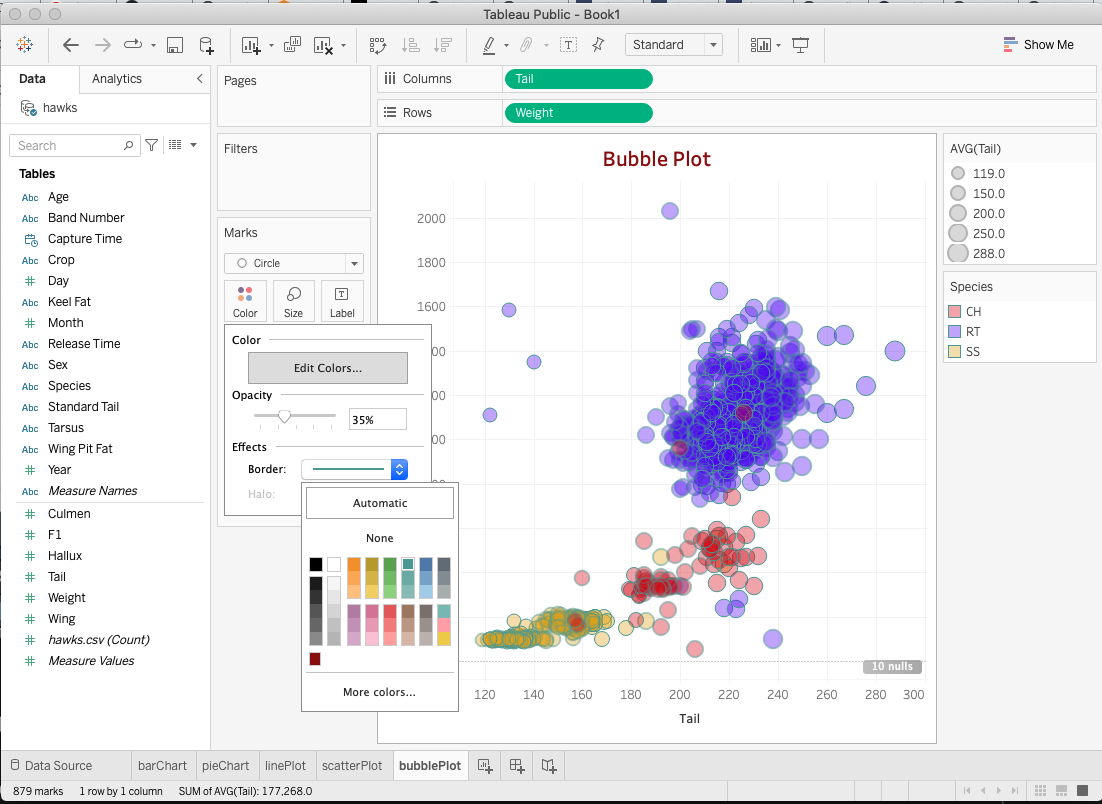 Tableau Public - Book1
Standard
Show Me
Data
Analytics
Pages
Columns
Tail
hawks
Rows
Weight
Search
Filters
Bubble Plot
AVG(Tail)
119.0
150.0
200.0
250.0
288.0
Tables
Abc Age
Abc Band Number
Capture Time
Abc Crop
# Day
Abc Keel Fat
# Month
Abc Release Time
Abc Sex
Abc Species
Abc Standard Tail
Abc Tarsus
Abc Wing Pit Fat
# Year
Abc Measure Names
# Culmen
# F1
# Hallux
# Tail
# Weight
# Wing
# hawks.csv (Count)
# Measure Values
Marks
Circle
Color
Size
T
Label
Color
Edit Colors...
Opacity
35%
Effects
Border:
Halo:
Automatic
None
More colors...
2000
1800
1600
00
00
00
10 nulls
120 140 160 180 200 220 240 260 280 300
Tail
Species
CH
RT
SS
Data Source
barChart
pieChart
linePlot
scatterPlot
bubblePlot
879 marks
1 row by 1 column
SUM of AVG(Tail): 177,268.0